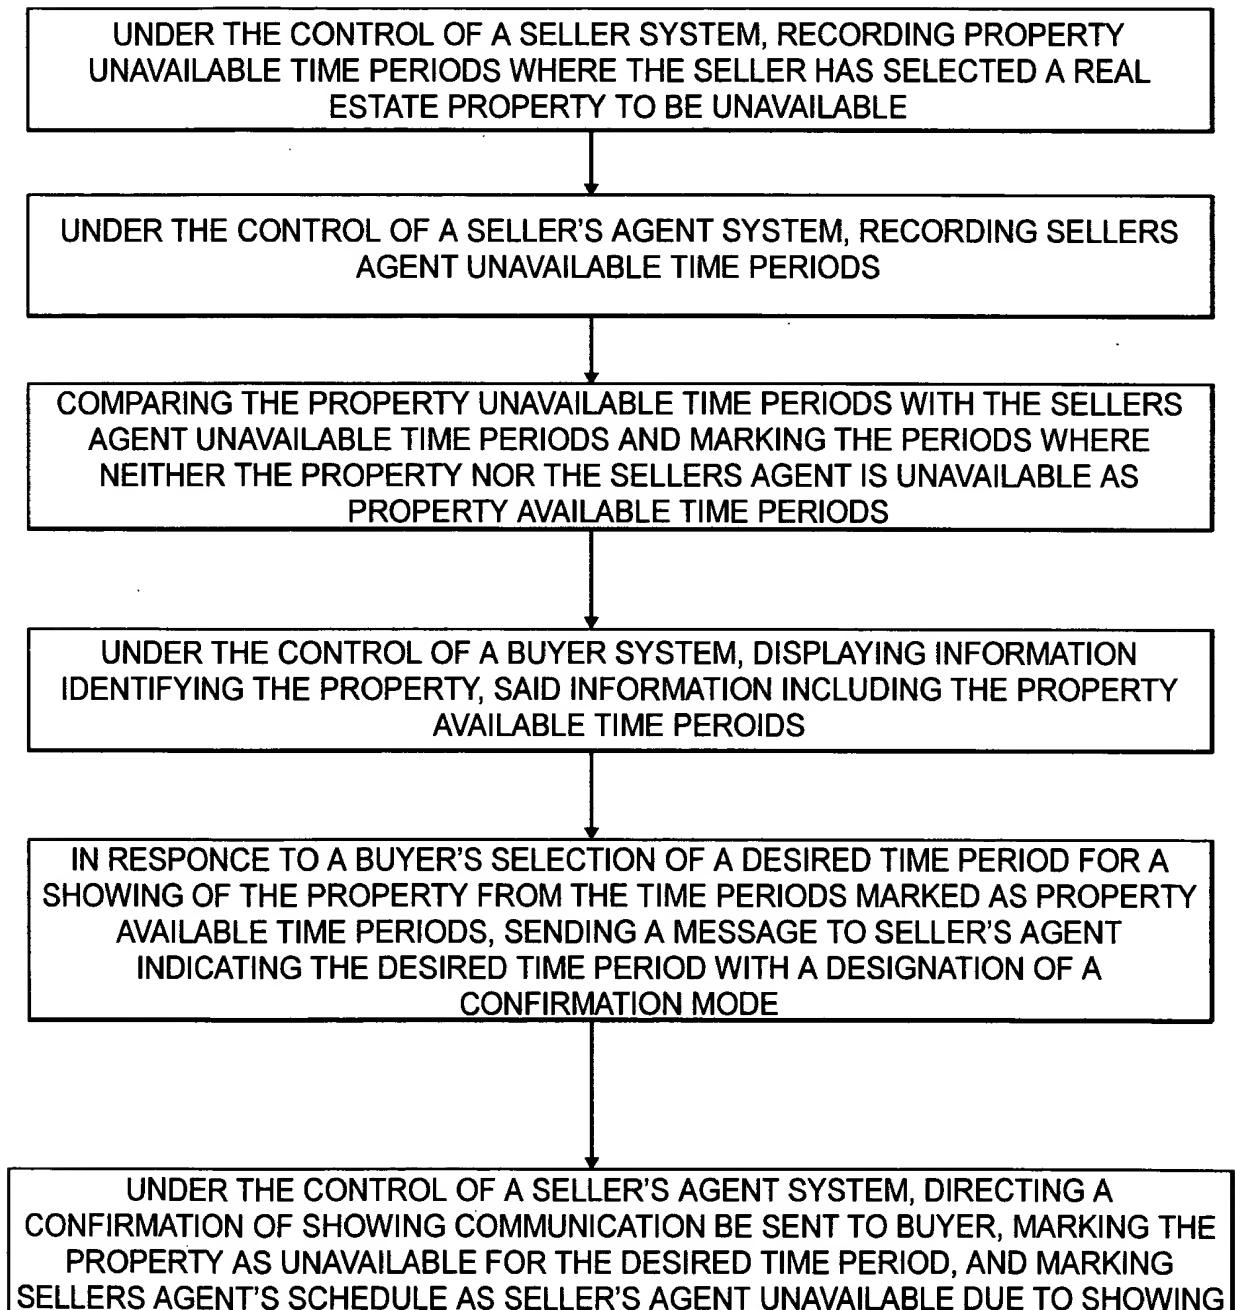 UNDER THE CONTROL OF A SELLER SYSTEM, RECORDING PROPERTY
UNAVAILABLE TIME PERIODS WHERE THE SELLER HAS SELECTED A REAL
ESTATE PROPERTY TO BE UNAVAILABLE
UNDER THE CONTROL OF A SELLER'S AGENT SYSTEM, RECORDING SELLERS
AGENT UNAVAILABLE TIME PERIODS
COMPARING THE PROPERTY UNAVAILABLE TIME PERIODS WITH THE SELLERS
AGENT UNAVAILABLE TIME PERIODS AND MARKING THE PERIODS WHERE
NEITHER THE PROPERTY NOR THE SELLERS AGENT IS UNAVAILABLE AS
PROPERTY AVAILABLE TIME PERIODS
UNDER THE CONTROL OF A BUYER SYSTEM, DISPLAYING INFORMATION
IDENTIFYING THE PROPERTY, SAID INFORMATION INCLUDING THE PROPERTY
AVAILABLE TIME PEROIDS
IN RESPONCE TO A BUYER'S SELECTION OF A DESIRED TIME PERIOD FOR A
SHOWING OF THE PROPERTY FROM THE TIME PERIODS MARKED AS PROPERTY
AVAILABLE TIME PERIODS, SENDING A MESSAGE TO SELLER'S AGENT
INDICATING THE DESIRED TIME PERIOD WITH A DESIGNATION OF A
CONFIRMATION MODE
UNDER THE CONTROL OF A SELLER'S AGENT SYSTEM, DIRECTING A
CONFIRMATION OF SHOWING COMMUNICATION BE SENT TO BUYER, MARKING THE
PROPERTY AS UNAVAILABLE FOR THE DESIRED TIME PERIOD, AND MARKING
SELLERS AGENT'S SCHEDULE AS SELLER'S AGENT UNAVAILABLE DUE TO SHOWING